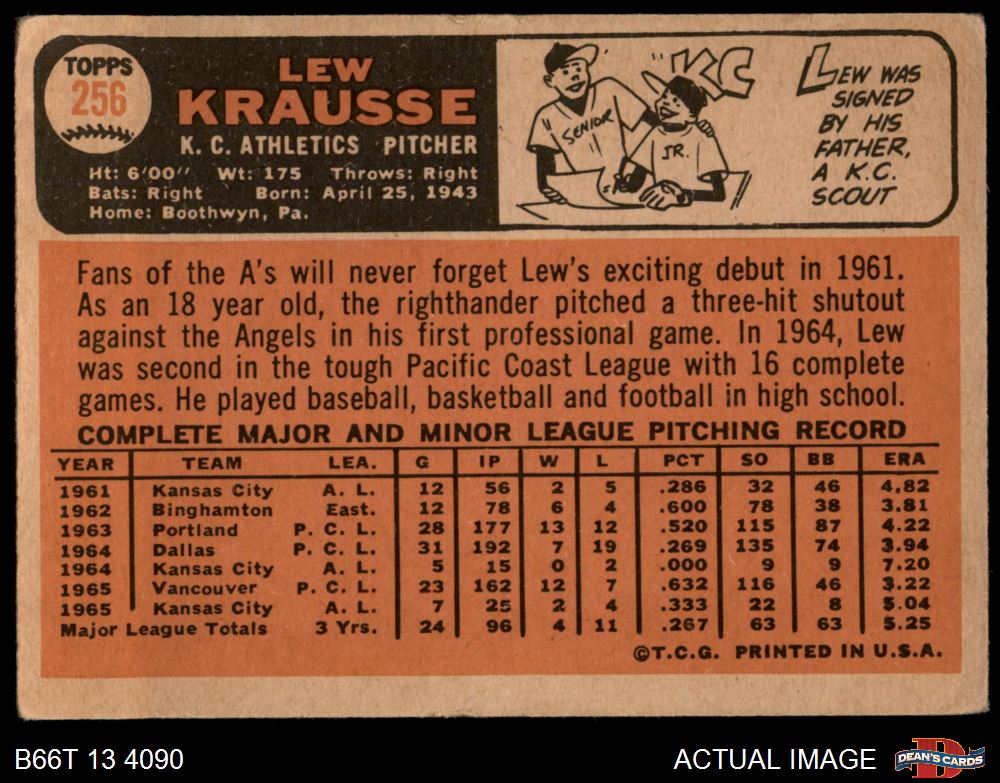 TOPPS
256
LEW
KRAUSSE
K. C. ATHLETICS PITCHER
Ht: 6'00" Wt: 175 Throws: Right
Bats: Right Born: April 25, 1943
Home: Boothwyn, Pa.
KC
SENIOR
JR.
LEW WAS
SIGNED
BY HIS
FATHER,
A K.C.
SCOUT
Fans of the A's will never forget Lew's exciting debut in 1961.
As an 18 year old, the righthander pitched a three-hit shutout
against the Angels in his first professional game. In 1964, Lew
was second in the tough Pacific Coast League with 16 complete
games. He played baseball, basketball and football in high school.
COMPLETE MAJOR AND MINOR LEAGUE PITCHING RECORD
YEAR TEAM LEA. G IP W L PCT SO BB ERA
1961 Kansas City A. L. 12 56 2 5 .286 32 46 4.82
1962 Binghamton East. 12 78 6 4 .600 78 38 3.81
1963 Portland P. C. L. 28 177 13 12 .520 115 87 4.22
1964 Dallas P. C. L. 31 192 7 19 .269 135 74 3.94
1964 Kansas City A. L. 5 15 0 2 .000 9 9 7.20
1965 Vancouver P. C. L. 23 162 12 7 .632 116 46 3.22
1965 Kansas City A. L. 7 25 2 4 .333 22 8 5.04
Major League Totals 3 Yrs. 24 96 4 11 .267 63 63 5.25
©T.C.G. PRINTED IN U.S.A.
B66T 13 4090
ACTUAL IMAGE
D
DEAN'S CARDS